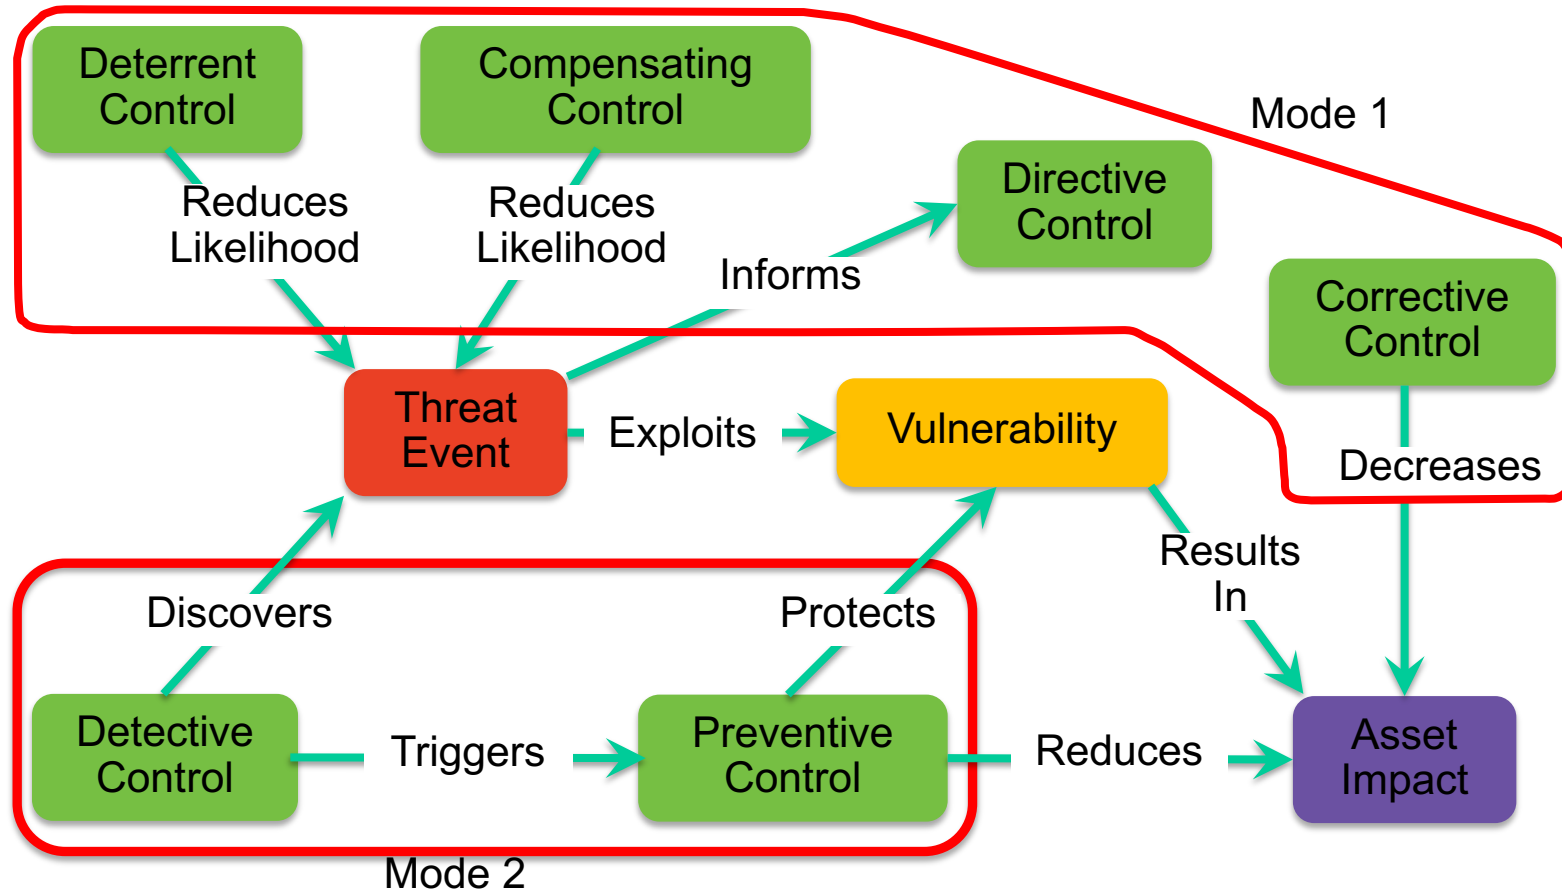 Deterrent
Control
Compensating
Control
Mode 1
Directive
Control
Reduces
Likelihood
Reduces
Likelihood
Informs
Corrective
Control
Threat
Event
Exploits
Vulnerability
Decreases
Results
In
Discovers
Protects
Detective
Control
Triggers
Preventive
Control
Reduces
Asset
Impact
Mode 2